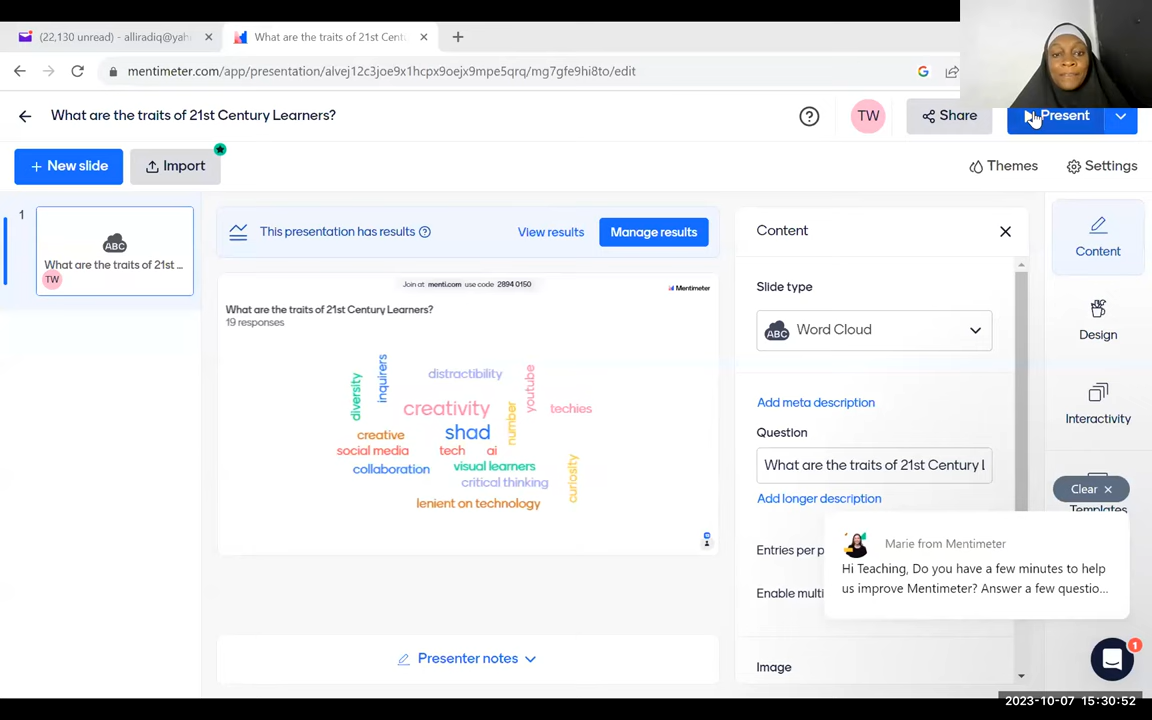 (22,130 unread) - alliradiq@yah
What are the traits of 21st Centu
mentimeter.com/app/presentation/alvej12c3joe9x1hcpx9oejx9mpe5qrq/mg7gfe9hi8to/edit
What are the traits of 21st Century Learners?
TW
Share
Present
+ New slide
Import
Themes
Settings
1
ABC
What are the traits of 21st ...
TW
This presentation has results
View results
Manage results
Join at menti.com use code 2894 0150
Mentimeter
What are the traits of 21st Century Learners?
19 responses
diversity
inquirers
distractibility
youtube
creativity
number
techies
creative
shad
social media
tech
ai
collaboration
visual learners
curiosity
critical thinking
lenient on technology
Presenter notes
Content
Slide type
ABC
Word Cloud
Add meta description
Question
What are the traits of 21st Century L
Add longer description
Entries per p
Enable multi
Image
Content
Design
Interactivity
Clear
Templates
Marie from Mentimeter
Hi Teaching, Do you have a few minutes to help
us improve Mentimeter? Answer a few questio...
1
2023-10-07 15:30:52